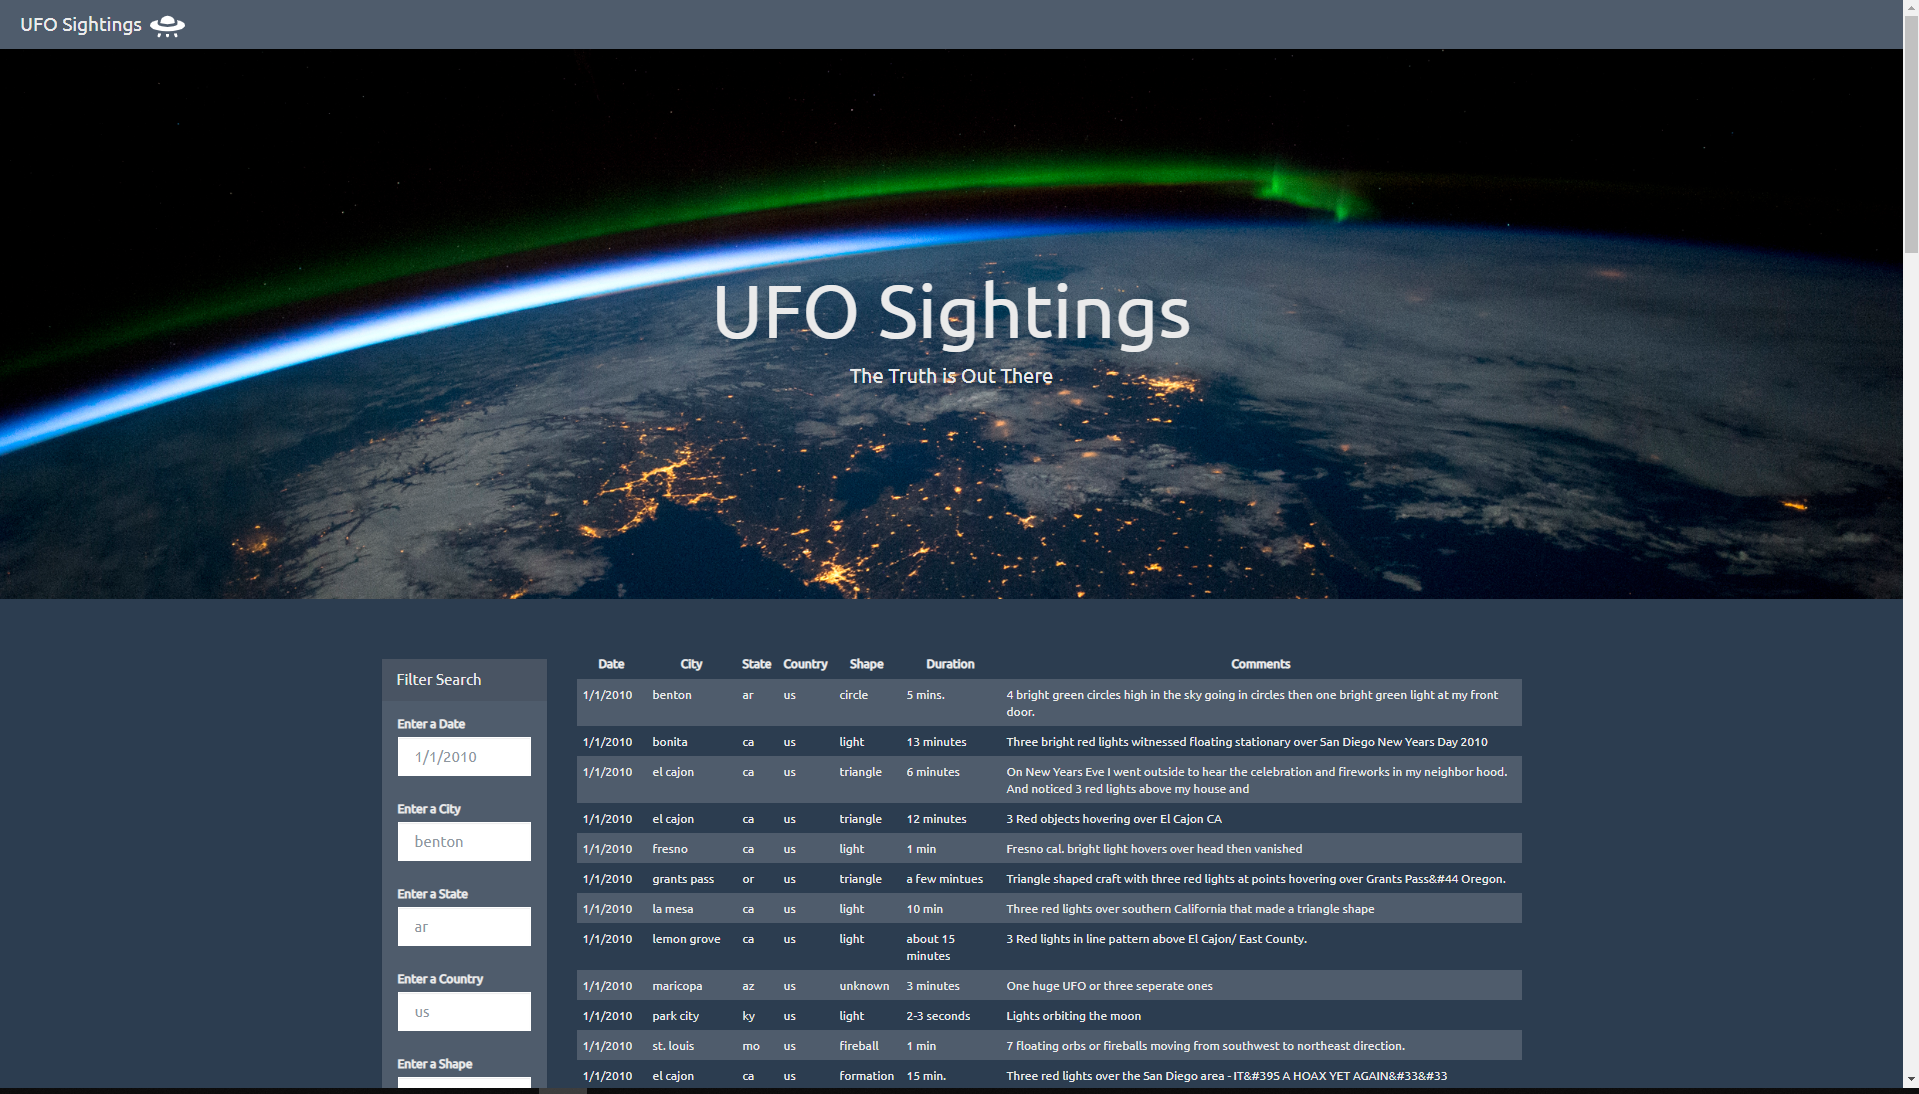 UFO Sightings
UFO Sightings
The Truth is Out There
Filter Search
Enter a Date
1/1/2010
Enter a City
benton
Enter a State
ar
Enter a Country
us
Enter a Shape
Date City State Country Shape Duration Comments
1/1/2010 benton ar us circle 5 mins. 4 bright green circles high in the sky going in circles then one bright green light at my front
door.
1/1/2010 bonita ca us light 13 minutes Three bright red lights witnessed floating stationary over San Diego New Years Day 2010
1/1/2010 el cajon ca us triangle 6 minutes On New Years Eve I went outside to hear the celebration and fireworks in my neighbor hood.
And noticed 3 red lights above my house and
1/1/2010 el cajon ca us triangle 12 minutes 3 Red objects hovering over El Cajon CA
1/1/2010 fresno ca us light 1 min Fresno cal. bright light hovers over head then vanished
1/1/2010 grants pass or us triangle a few mintues Triangle shaped craft with three red lights at points hovering over Grants Pass&#44 Oregon.
1/1/2010 la mesa ca us light 10 min Three red lights over southern California that made a triangle shape
1/1/2010 lemon grove ca us light about 15 3 Red lights in line pattern above El Cajon/ East County.
minutes
1/1/2010 maricopa az us unknown 3 minutes One huge UFO or three seperate ones
1/1/2010 park city ky us light 2-3 seconds Lights orbiting the moon
1/1/2010 st. louis mo us fireball 1 min 7 floating orbs or fireballs moving from southwest to northeast direction.
1/1/2010 el cajon ca us formation 15 min. Three red lights over the San Diego area - IT&#39S A HOAX YET AGAIN&#33&#33